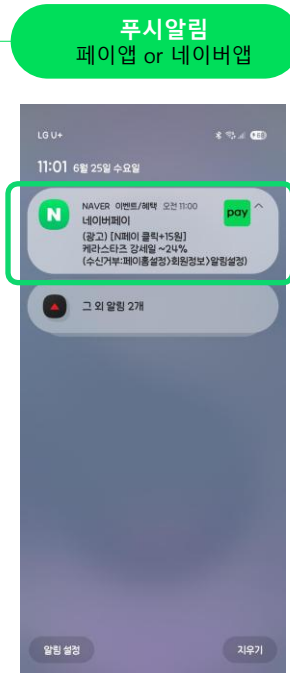 푸시알림
페이앱 or 네이버앱
LG U+
11:01 6월 25일 수요일
NAVER 이벤트/혜택 오전 11:00
네이버페이
pay
(광고) [N페이 클릭+15원]
케라스타즈 강세일 ~24%
(수신거부:페이홈설정>회원정보>알림설정)
N
그 외 알림 2개
알림 설정
지우기